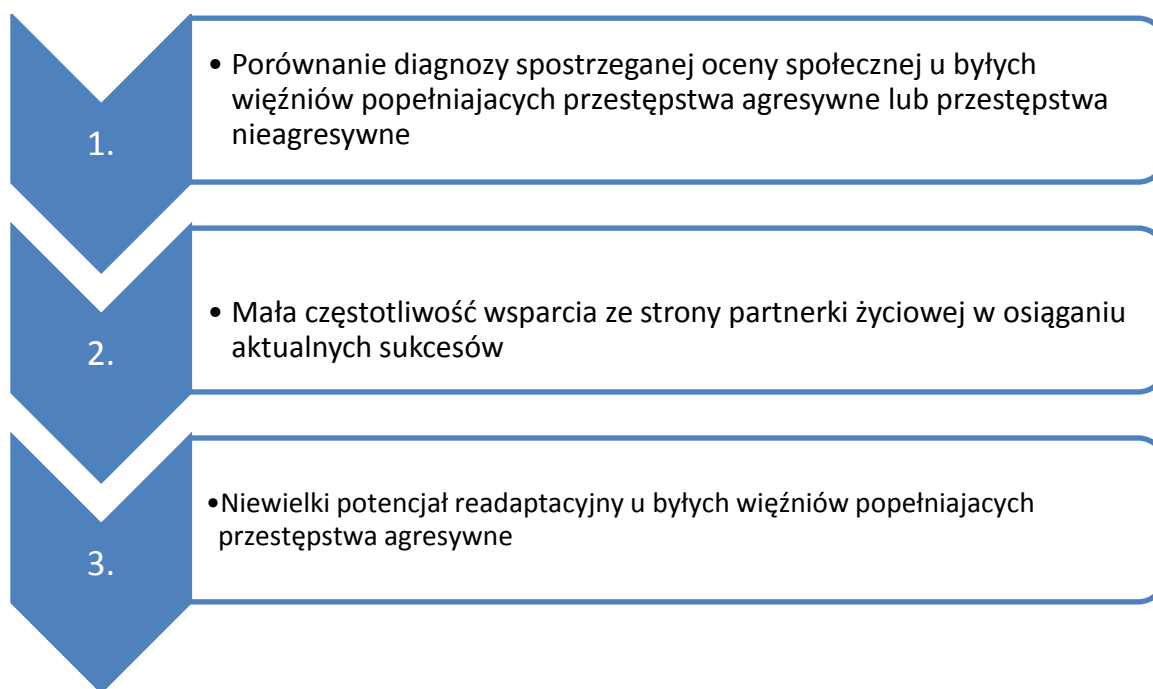 1.
• Porównanie diagnozy spostrzeganej oceny społecznej u byłych
więźniów popełniajacych przestępstwa agresywne lub przestępstwa
nieagresywne
2.
• Mała częstotliwość wsparcia ze strony partnerki życiowej w osiąganiu
aktualnych sukcesów
3.
•Niewielki potencjał readaptacyjny u byłych więźniów popełniajacych
przestępstwa agresywne